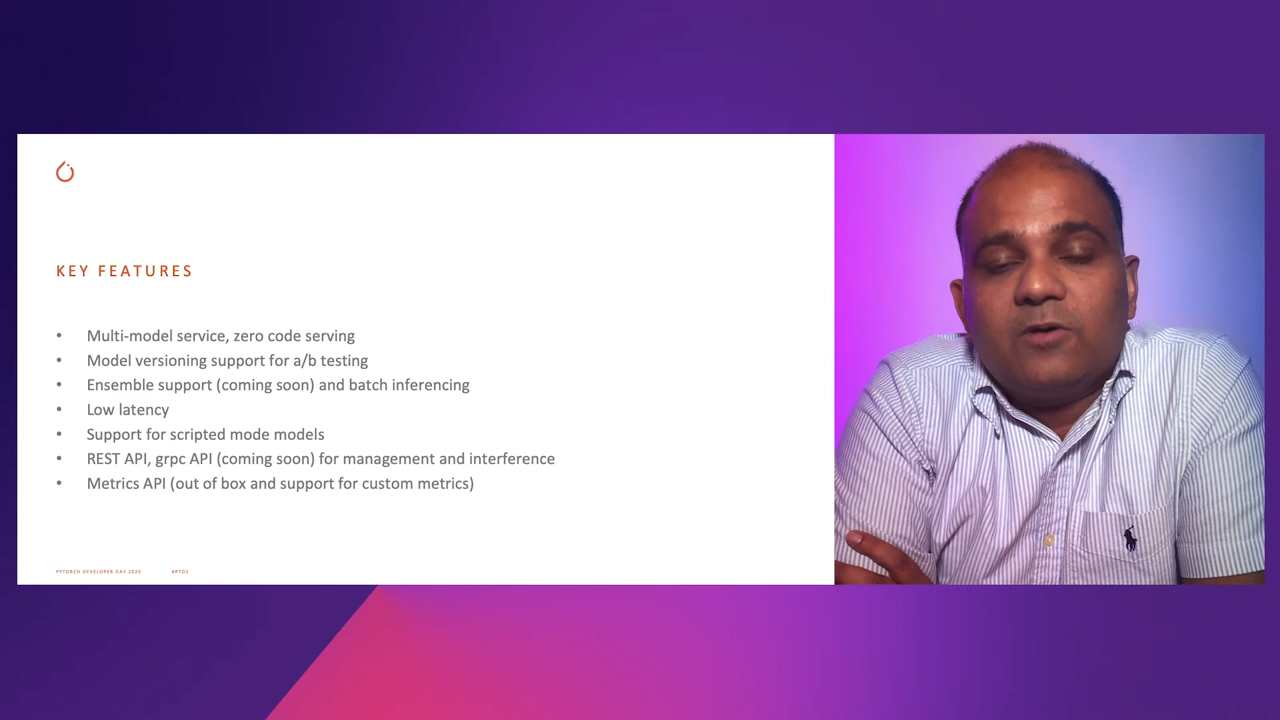 KEY FEATURES
• Multi-model service, zero code serving
• Model versioning support for a/b testing
• Ensemble support (coming soon) and batch inferencing
• Low latency
• Support for scripted mode models
• REST API, grpc API (coming soon) for management and interference
• Metrics API (out of box and support for custom metrics)
PYTORCH DEVELOPER DAY 2020 #PTD2